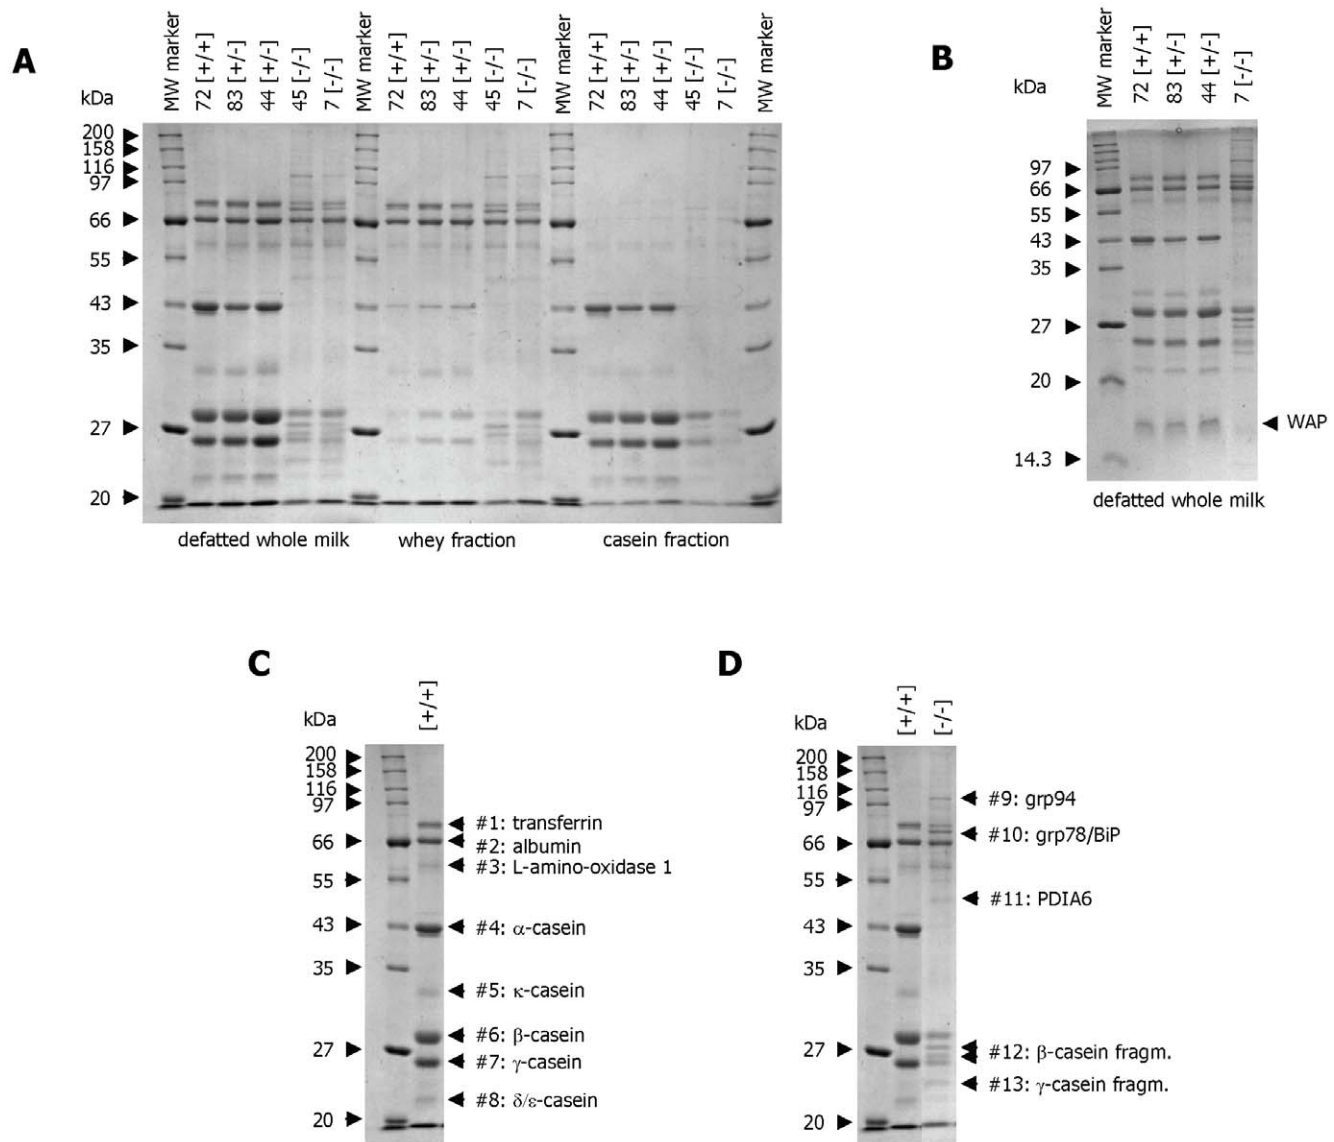 A
kDa
MW marker
72 [+/+]
83 [+/-]
44 [+/-]
45 [-/-]
7 [-/-]
MW marker
72 [+/+]
83 [+/-]
44 [+/-]
45 [-/-]
7 [-/-]
MW marker
72 [+/+]
83 [+/-]
44 [+/-]
45 [-/-]
7 [-/-]
MW marker
200
158
116
97
66
55
43
35
27
20
defatted whole milk
whey fraction
casein fraction
B
kDa
MW marker
72 [+/+]
83 [+/-]
44 [+/-]
7 [-/-]
97
66
55
43
35
27
20
14.3
WAP
defatted whole milk
C
kDa
[+/+]
200
158
116
97
66
55
43
35
27
20
#1: transferrin
#2: albumin
#3: L-amino-oxidase 1
#4: α-casein
#5: κ-casein
#6: β-casein
#7: γ-casein
#8: δ/ε-casein
D
kDa
[+/+]
[-/-]
200
158
116
97
66
55
43
35
27
20
#9: grp94
#10: grp78/BiP
#11: PDIA6
#12: β-casein fragm.
#13: γ-casein fragm.